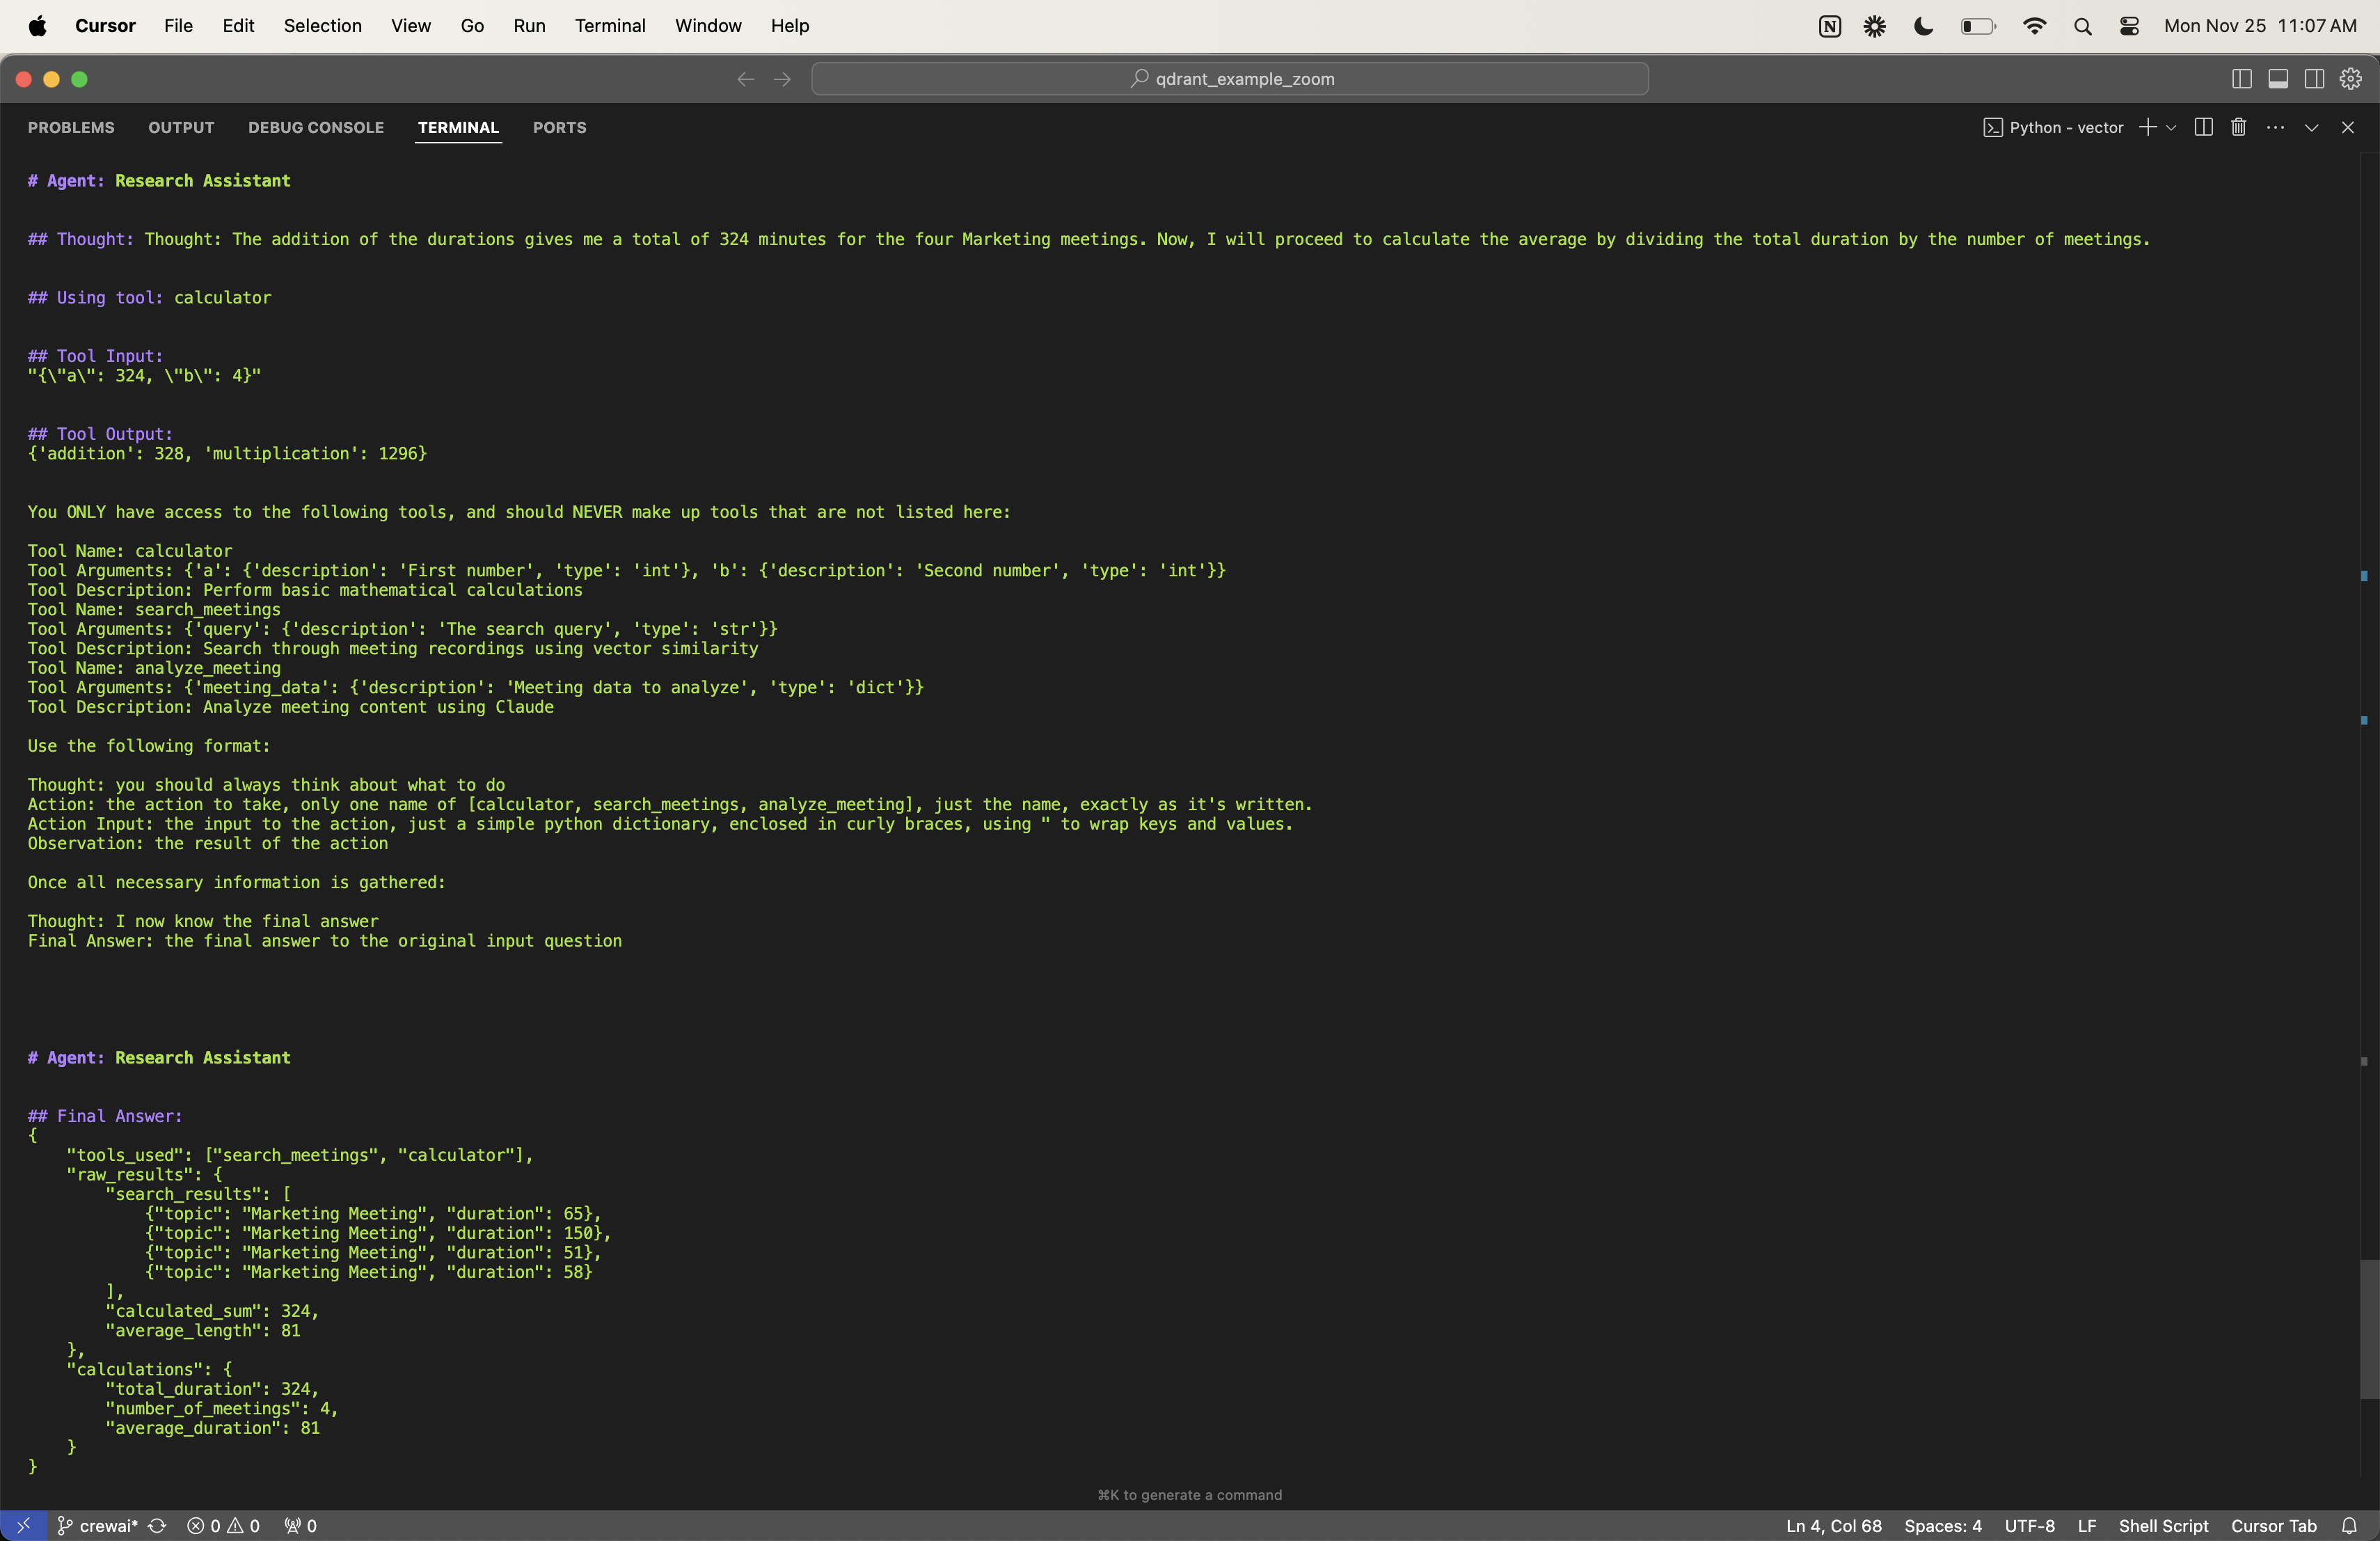 Cursor File Edit Selection View Go Run Terminal Window Help Mon Nov 25 11:07 AM
qdrant_example_zoom
PROBLEMS OUTPUT DEBUG CONSOLE TERMINAL PORTS Python - vector
# Agent: Research Assistant
## Thought: Thought: The addition of the durations gives me a total of 324 minutes for the four Marketing meetings. Now, I will proceed to calculate the average by dividing the total duration by the number of meetings.
## Using tool: calculator
## Tool Input:
"{\"a\": 324, \"b\": 4}"
## Tool Output:
{'addition': 328, 'multiplication': 1296}
You ONLY have access to the following tools, and should NEVER make up tools that are not listed here:
Tool Name: calculator
Tool Arguments: {'a': {'description': 'First number', 'type': 'int'}, 'b': {'description': 'Second number', 'type': 'int'}}
Tool Description: Perform basic mathematical calculations
Tool Name: search_meetings
Tool Arguments: {'query': {'description': 'The search query', 'type': 'str'}}
Tool Description: Search through meeting recordings using vector similarity
Tool Name: analyze_meeting
Tool Arguments: {'meeting_data': {'description': 'Meeting data to analyze', 'type': 'dict'}}
Tool Description: Analyze meeting content using Claude
Use the following format:
Thought: you should always think about what to do
Action: the action to take, only one name of [calculator, search_meetings, analyze_meeting], just the name, exactly as it's written.
Action Input: the input to the action, just a simple python dictionary, enclosed in curly braces, using " to wrap keys and values.
Observation: the result of the action
Once all necessary information is gathered:
Thought: I now know the final answer
Final Answer: the final answer to the original input question
# Agent: Research Assistant
## Final Answer:
{
"tools_used": ["search_meetings", "calculator"],
"raw_results": {
"search_results": [
{"topic": "Marketing Meeting", "duration": 65},
{"topic": "Marketing Meeting", "duration": 150},
{"topic": "Marketing Meeting", "duration": 51},
{"topic": "Marketing Meeting", "duration": 58}
],
"calculated_sum": 324,
"average_length": 81
},
"calculations": {
"total_duration": 324,
"number_of_meetings": 4,
"average_duration": 81
}
}
⌘K to generate a command
crewai* 0 0 0 Ln 4, Col 68 Spaces: 4 UTF-8 LF Shell Script Cursor Tab